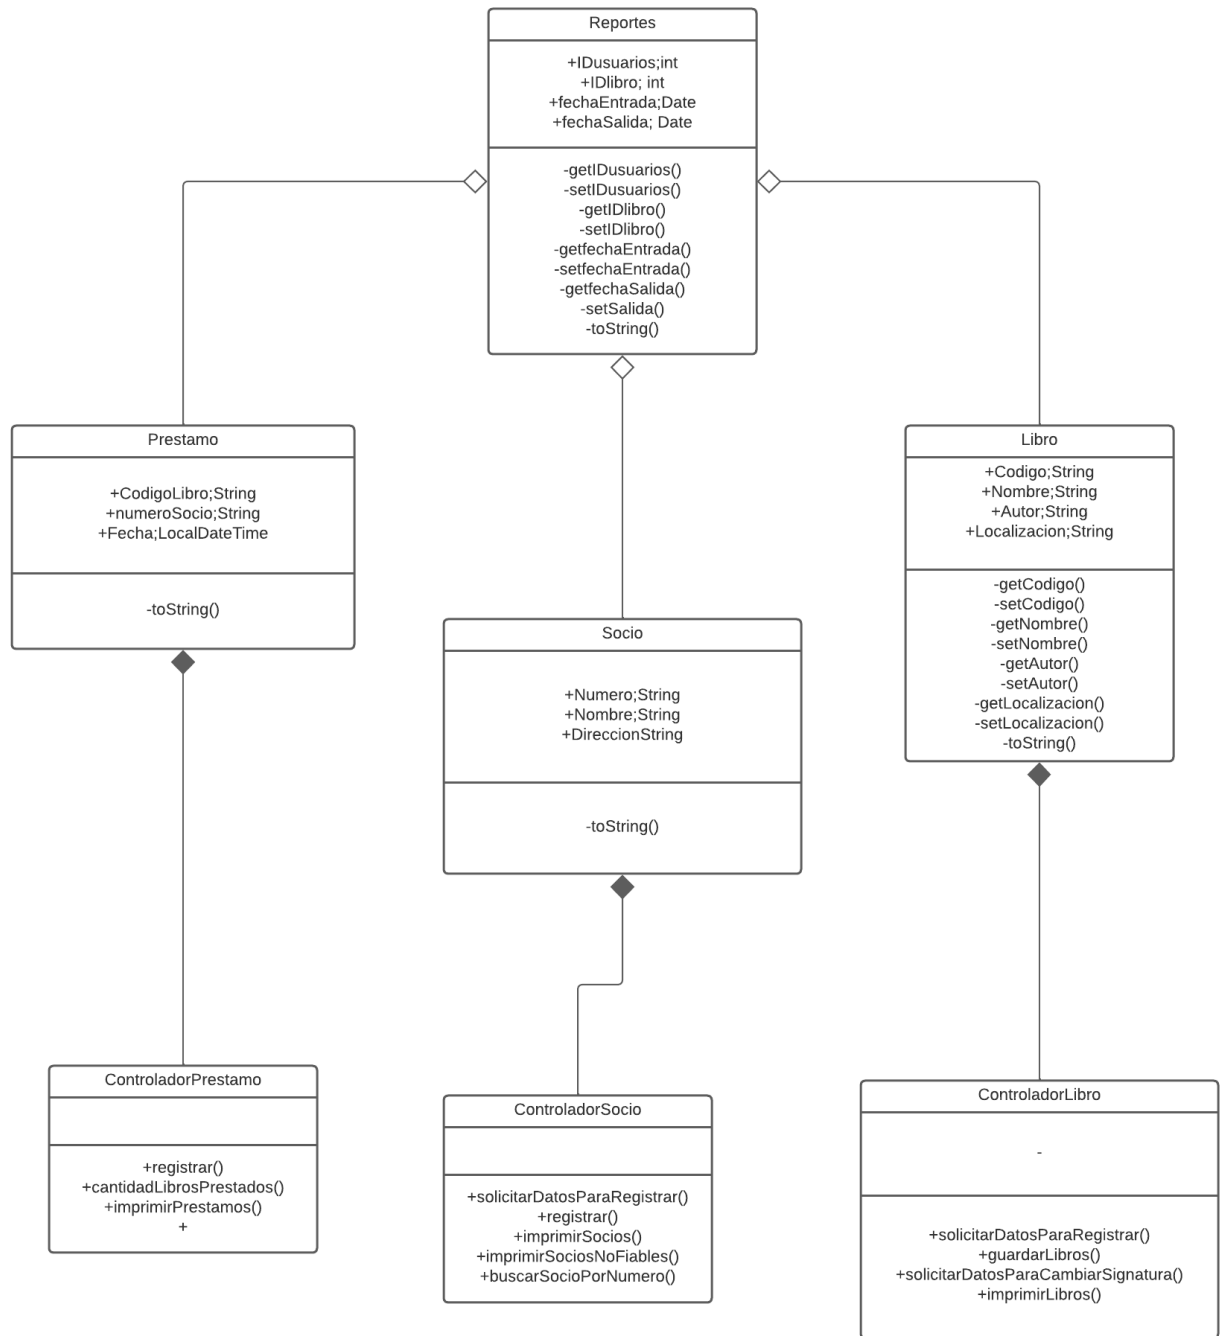 Reportes
+IDusuarios;int
+IDlibro; int
+fechaEntrada;Date
+fechaSalida; Date
-getIDusuarios()
-setIDusuarios()
-getIDlibro()
-setIDlibro()
-getfechaEntrada()
-setfechaEntrada()
-getfechaSalida()
-setSalida()
-toString()
Prestamo
+CodigoLibro;String
+numeroSocio;String
+Fecha;LocalDateTime
-toString()
Socio
+Numero;String
+Nombre;String
+DireccionString
-toString()
Libro
+Codigo;String
+Nombre;String
+Autor;String
+Localizacion;String
-getCodigo()
-setCodigo()
-getNombre()
-setNombre()
-getAutor()
-setAutor()
-getLocalizacion()
-setLocalizacion()
-toString()
ControladorPrestamo
+registrar()
+cantidadLibrosPrestados()
+imprimirPrestamos()
+
ControladorSocio
+solicitarDatosParaRegistrar()
+registrar()
+imprimirSocios()
+imprimirSociosNoFiables()
+buscarSocioPorNumero()
ControladorLibro
-
+solicitarDatosParaRegistrar()
+guardarLibros()
+solicitarDatosParaCambiarSignatura()
+imprimirLibros()